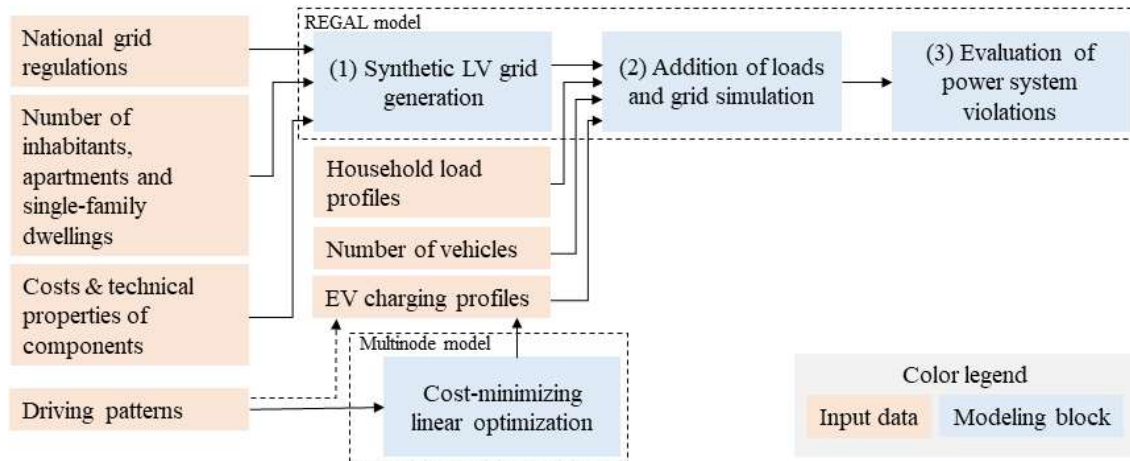 REGAL model
National grid
regulations
(1) Synthetic LV grid
generation
(2) Addition of loads
and grid simulation
(3) Evaluation of
power system
violations
Number of
inhabitants,
apartments and
single-family
dwellings
Household load
profiles
Number of vehicles
Costs & technical
properties of
components
EV charging profiles
Multinode model
Cost-minimizing
linear optimization
Driving patterns
Color legend
Input data
Modeling block